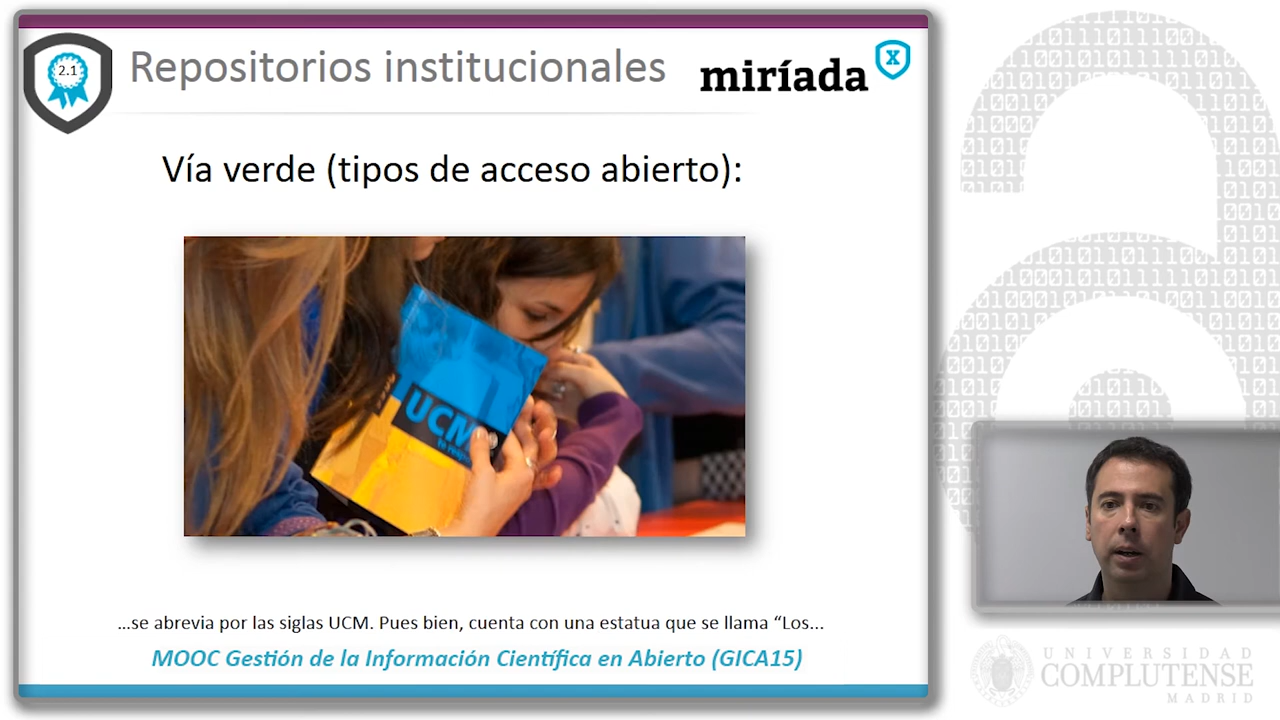 2.1
Repositorios institucionales
miríada
X
Vía verde (tipos de acceso abierto):
UCM
...se abrevia por las siglas UCM. Pues bien, cuenta con una estatua que se llama “Los...
MOOC Gestión de la Información Científica en Abierto (GICA15)
UNIVERSIDAD
COMPLUTENSE
MADRID